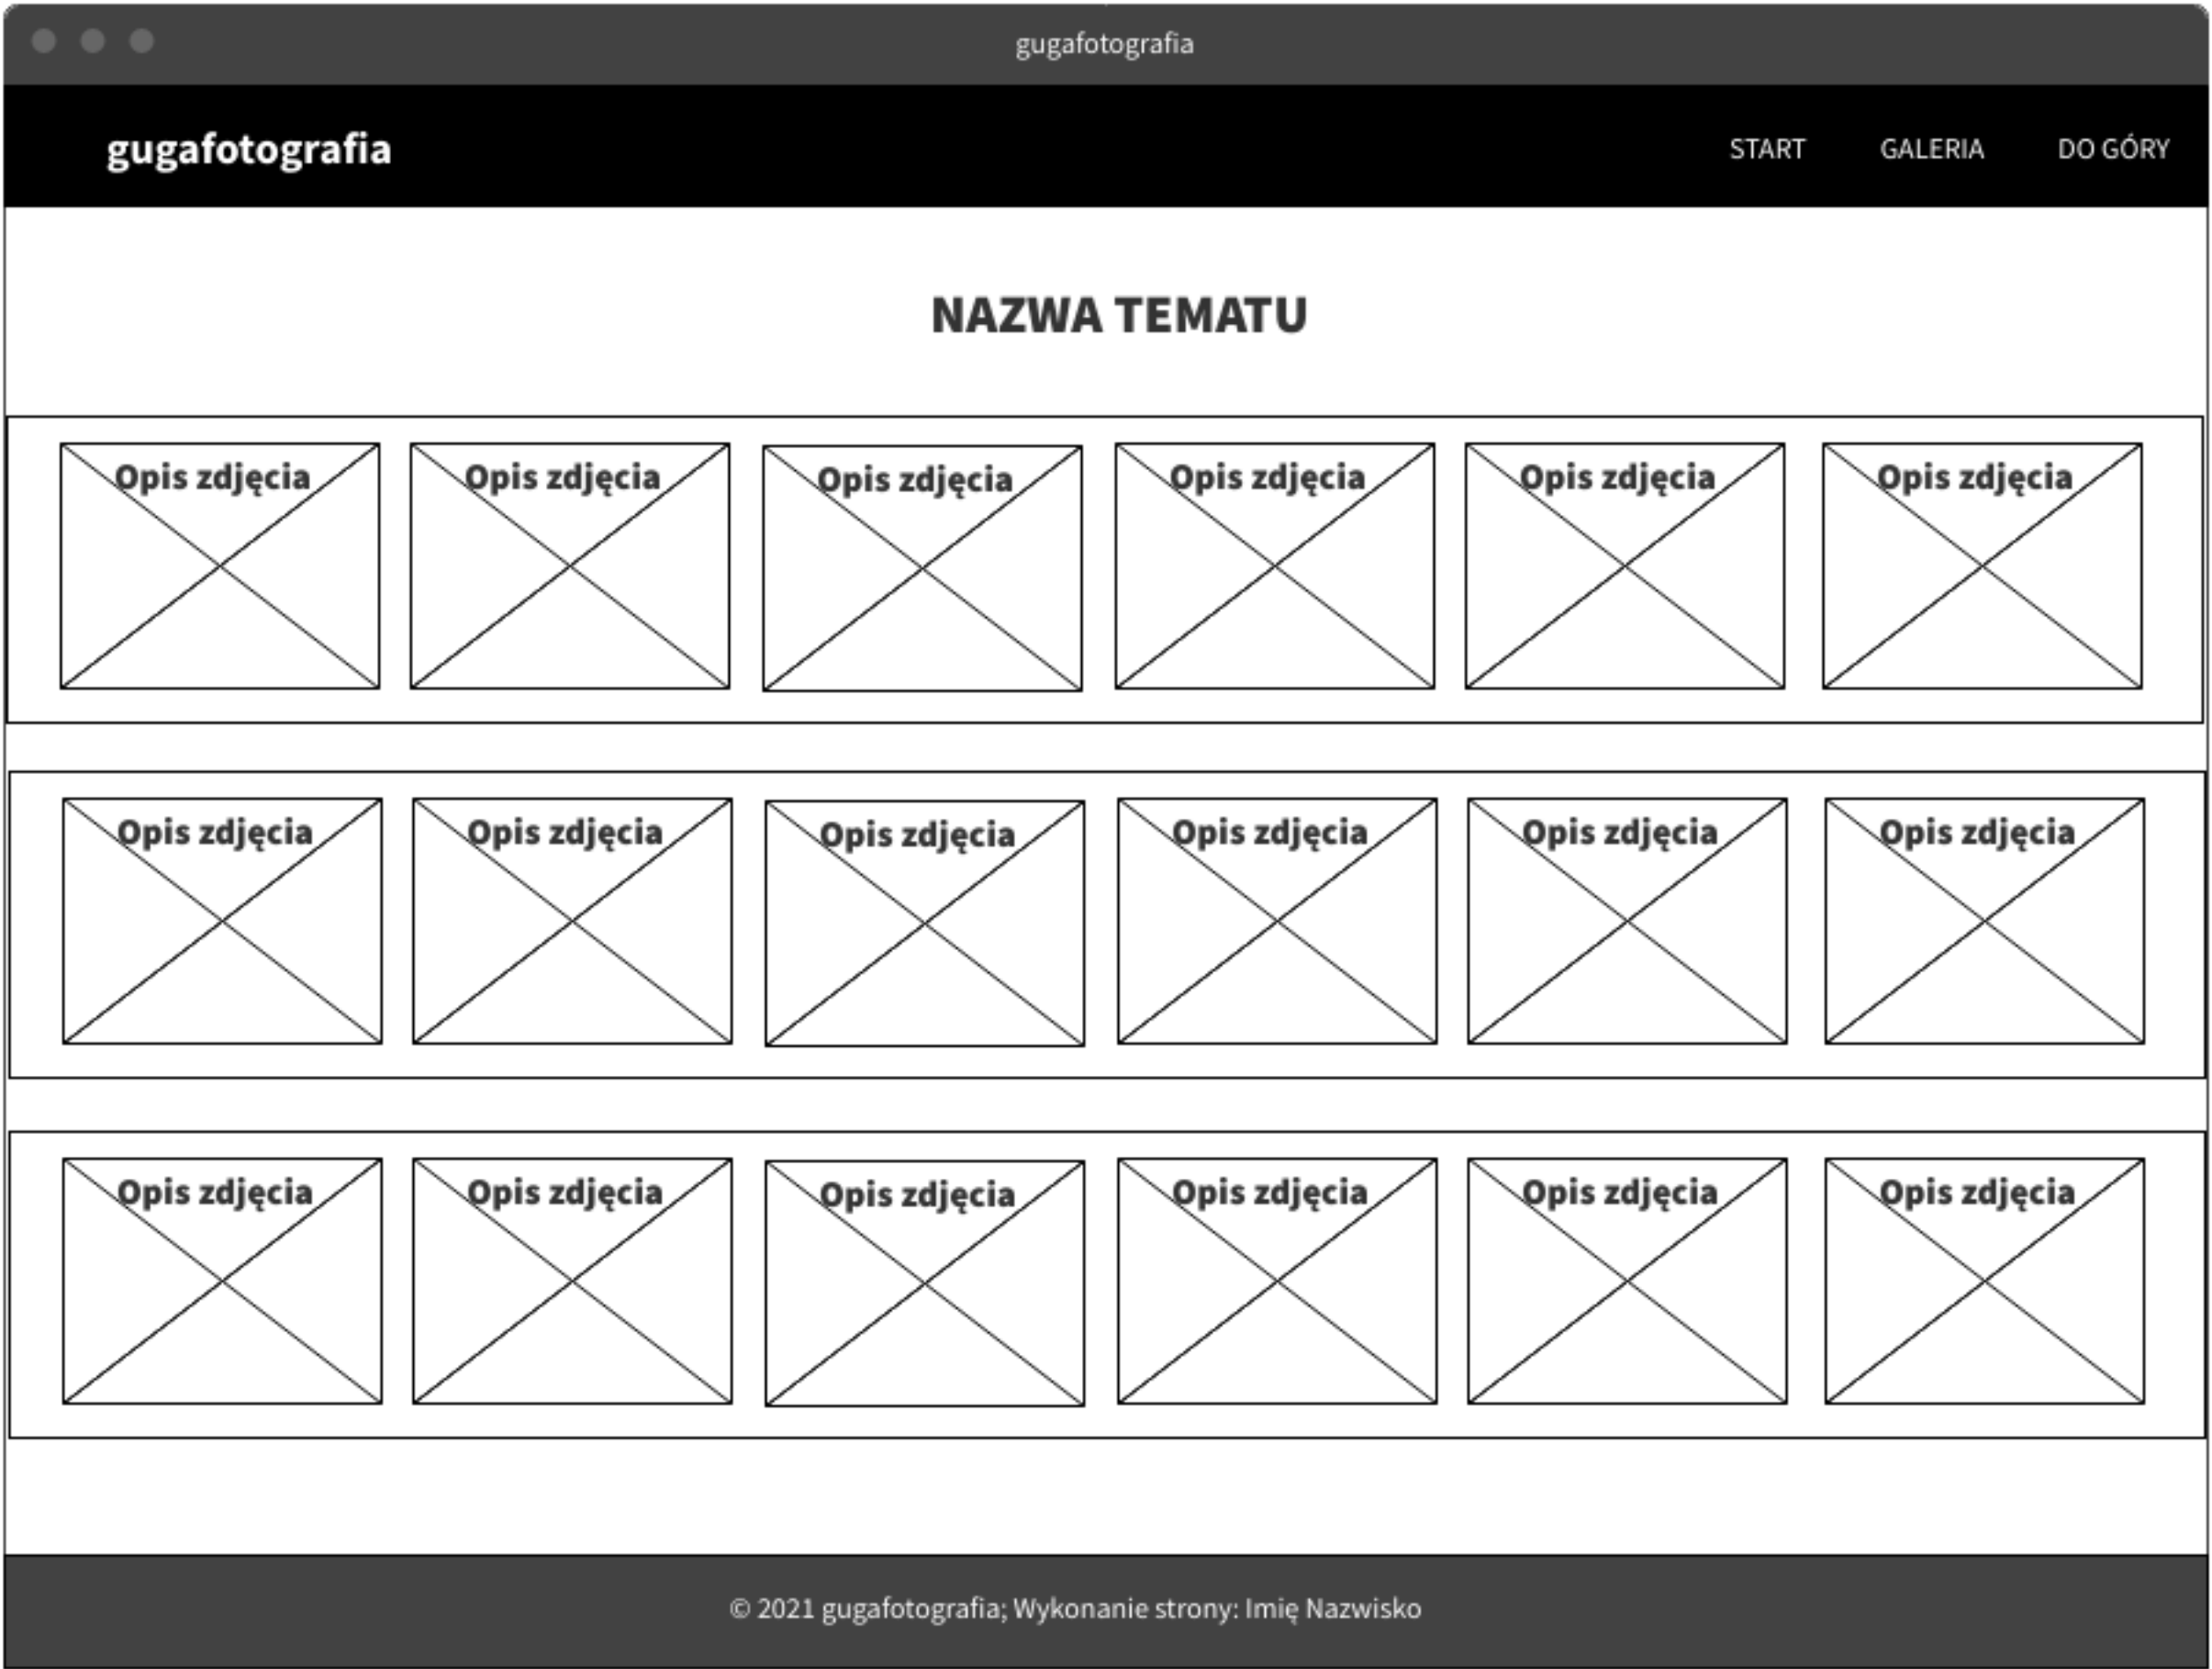 gugafotografia
gugafotografia
START GALERIA DO GÓRY
NAZWA TEMATU
Opis zdjęcia Opis zdjęcia Opis zdjęcia Opis zdjęcia Opis zdjęcia Opis zdjęcia
Opis zdjęcia Opis zdjęcia Opis zdjęcia Opis zdjęcia Opis zdjęcia Opis zdjęcia
Opis zdjęcia Opis zdjęcia Opis zdjęcia Opis zdjęcia Opis zdjęcia Opis zdjęcia
© 2021 gugafotografia; Wykonanie strony: Imię Nazwisko